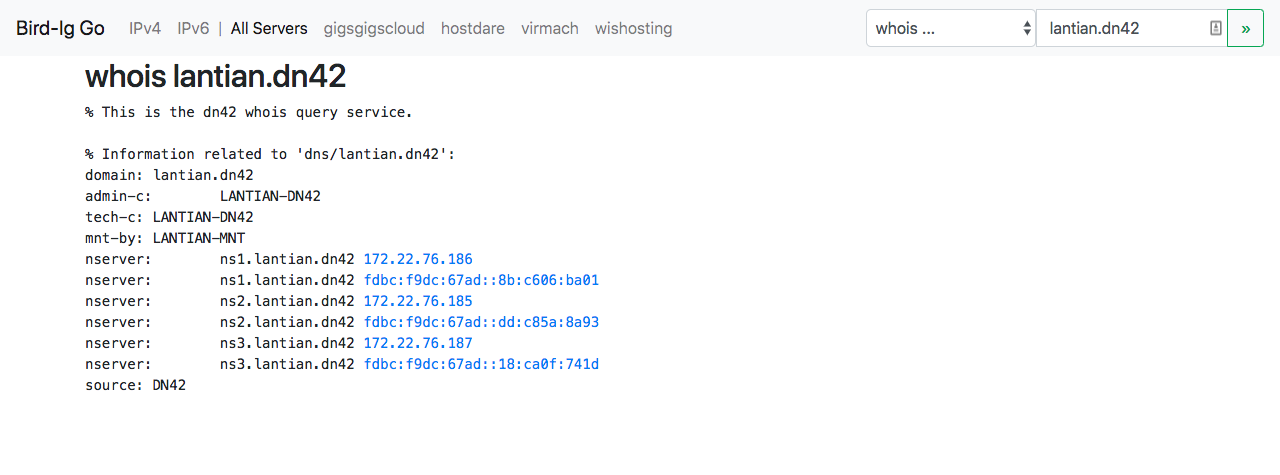 Bird-lg Go IPv4 IPv6 | All Servers gigsgigscloud hostdare virmach wishosting whois ... lantian.dn42 »
whois lantian.dn42
% This is the dn42 whois query service.
% Information related to 'dns/lantian.dn42':
domain: lantian.dn42
admin-c:        LANTIAN-DN42
tech-c: LANTIAN-DN42
mnt-by: LANTIAN-MNT
nserver:        ns1.lantian.dn42 172.22.76.186
nserver:        ns1.lantian.dn42 fdbc:f9dc:67ad::8b:c606:ba01
nserver:        ns2.lantian.dn42 172.22.76.185
nserver:        ns2.lantian.dn42 fdbc:f9dc:67ad::dd:c85a:8a93
nserver:        ns3.lantian.dn42 172.22.76.187
nserver:        ns3.lantian.dn42 fdbc:f9dc:67ad::18:ca0f:741d
source: DN42